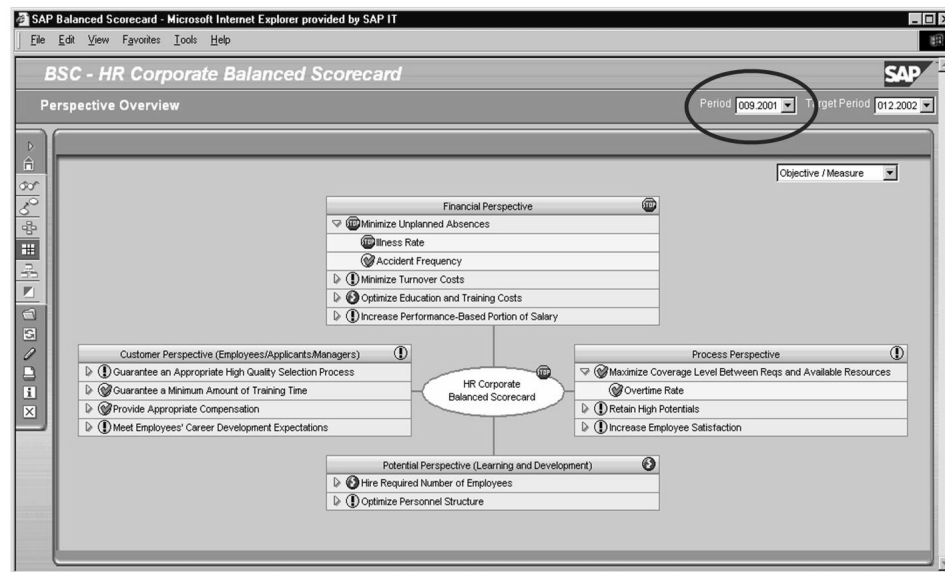 SAP Balanced Scorecard - Microsoft Internet Explorer provided by SAP IT
File Edit View Favorites Tools Help
BSC - HR Corporate Balanced Scorecard
SAP
Perspective Overview
Period 009.2001 Target Period 012.2002
Objective / Measure
Financial Perspective
STOP
STOP Minimize Unplanned Absences
STOP Illness Rate
Accident Frequency
Minimize Turnover Costs
Optimize Education and Training Costs
Increase Performance-Based Portion of Salary
Customer Perspective (Employees/Applicants/Managers)
Guarantee an Appropriate High Quality Selection Process
Guarantee a Minimum Amount of Training Time
Provide Appropriate Compensation
Meet Employees' Career Development Expectations
STOP
HR Corporate
Balanced Scorecard
Process Perspective
Maximize Coverage Level Between Reqs and Available Resources
Overtime Rate
Retain High Potentials
Increase Employee Satisfaction
Potential Perspective (Learning and Development)
Hire Required Number of Employees
Optimize Personnel Structure